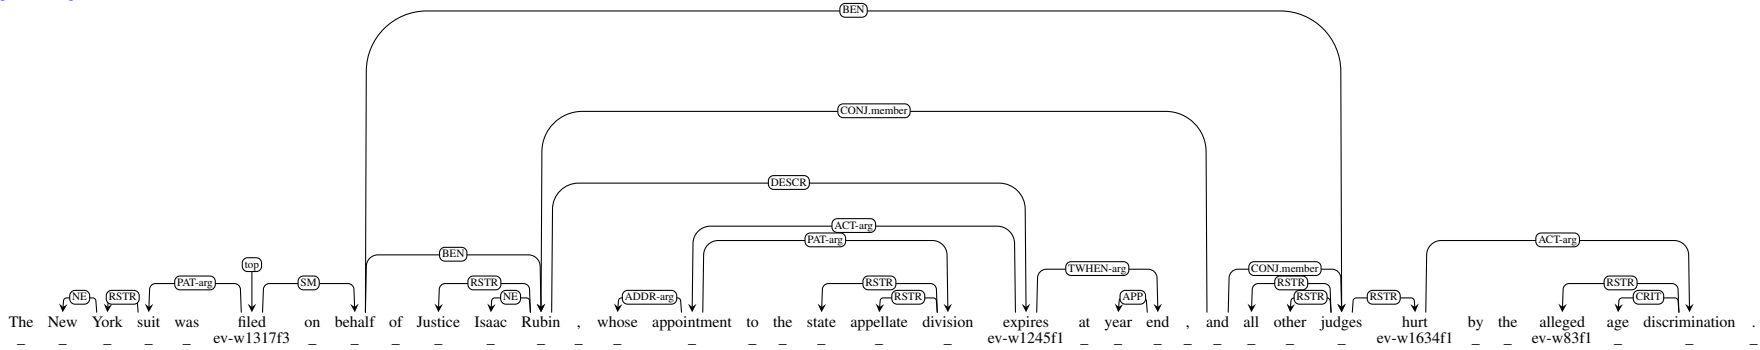 BEN
CONJ.member
DESCR
ACT-arg
PAT-arg ACT-arg
BEN
top TWHEN-arg CONJ.member
PAT-arg SM RSTR RSTR RSTR RSTR
NE RSTR NE ADDR-arg RSTR APP RSTR RSTR CRIT
The New York suit was filed on behalf of Justice Isaac Rubin , whose appointment to the state appellate division expires at year end , and all other judges hurt by the alleged age discrimination .
_ _ _ _ _ ev-w1317f3 _ _ _ _ _ _ _ _ _ _ _ _ _ _ ev-w1245f1 _ _ _ _ _ _ _ _ ev-w1634f1 _ _ ev-w83f1 _ _ _